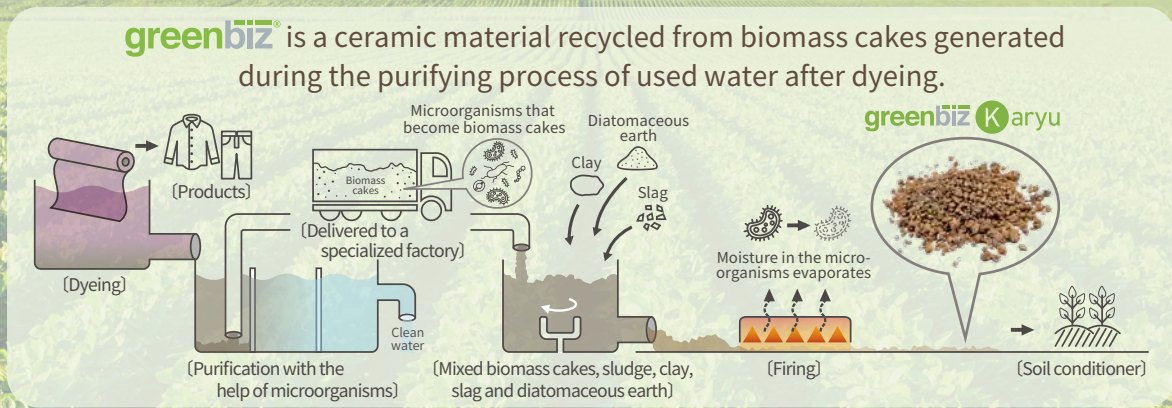 greenbiz® is a ceramic material recycled from biomass cakes generated
during the purifying process of used water after dyeing.
Microorganisms that
become biomass cakes
Diatomaceous
earth
greenbiz Karyu
Clay
Biomass
cakes
Slag
〔Products〕
〔Delivered to a
specialized factory〕
Moisture in the micro-
organisms evaporates
〔Dyeing〕
Clean
water
〔Purification with the
help of microorganisms〕
〔Mixed biomass cakes, sludge, clay,
slag and diatomaceous earth〕
〔Firing〕
〔Soil conditioner〕